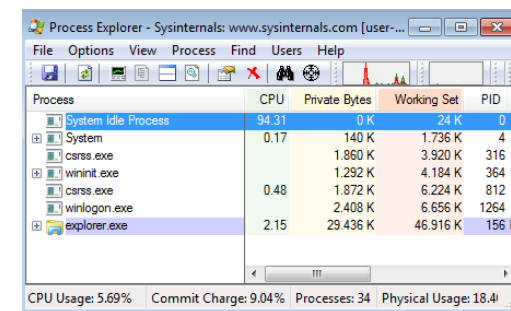 Process Explorer - Sysinternals: www.sysinternals.com [user-...
File Options View Process Find Users Help
Process CPU Private Bytes Working Set PID
System Idle Process 94.31 0 K 24 K 0
System 0.17 140 K 1.736 K 4
csrss.exe 1.860 K 3.920 K 316
wininit.exe 1.292 K 4.184 K 364
csrss.exe 0.48 1.872 K 6.224 K 812
winlogon.exe 2.408 K 6.656 K 1264
explorer.exe 2.15 29.436 K 46.916 K 156
CPU Usage: 5.69% Commit Charge: 9.04% Processes: 34 Physical Usage: